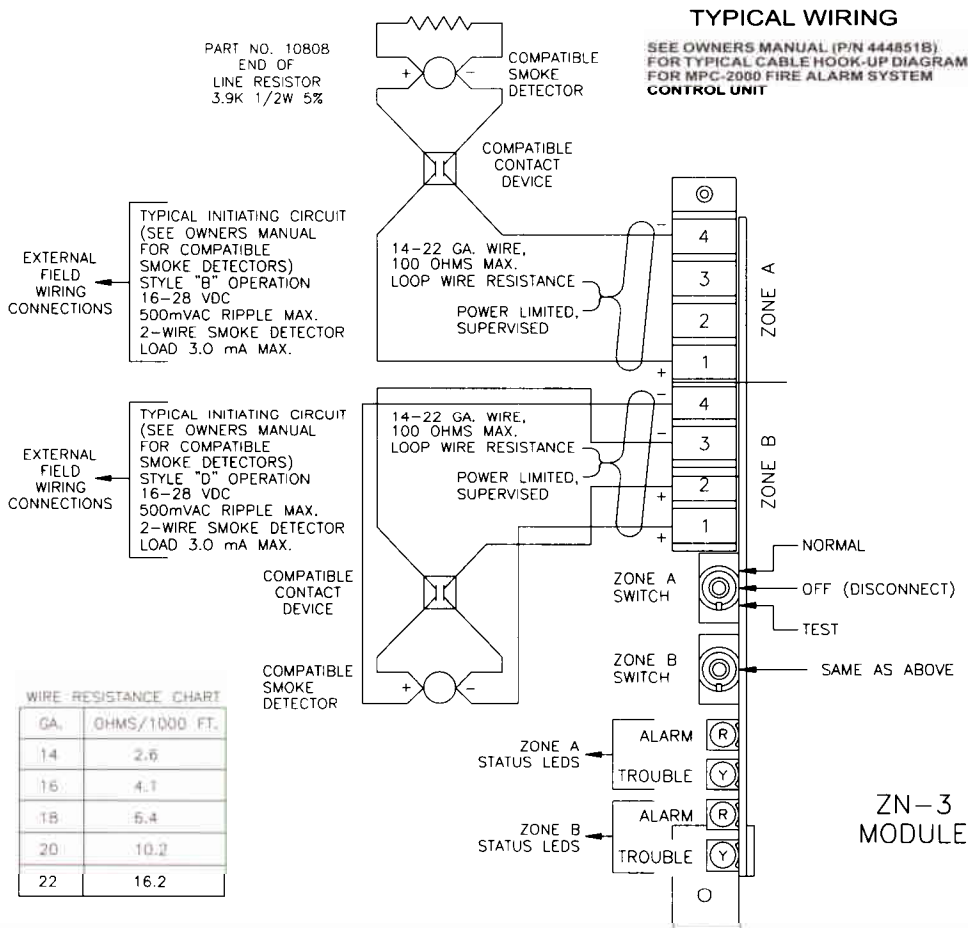 TYPICAL WIRING
SEE OWNERS MANUAL (P/N 444851B)
FOR TYPICAL CABLE HOOK-UP DIAGRAM
FOR MPC-2000 FIRE ALARM SYSTEM
CONTROL UNIT
PART NO. 10808
END OF
LINE RESISTOR
3.9K 1/2W 5%
+
−
COMPATIBLE
SMOKE
DETECTOR
COMPATIBLE
CONTACT
DEVICE
EXTERNAL
FIELD
WIRING
CONNECTIONS
TYPICAL INITIATING CIRCUIT
(SEE OWNERS MANUAL
FOR COMPATIBLE
SMOKE DETECTORS)
STYLE "B" OPERATION
16-28 VDC
500mVAC RIPPLE MAX.
2-WIRE SMOKE DETECTOR
LOAD 3.0 mA MAX.
14-22 GA. WIRE,
100 OHMS MAX.
LOOP WIRE RESISTANCE
POWER LIMITED,
SUPERVISED
−
+
4
3
2
1
ZONE A
EXTERNAL
FIELD
WIRING
CONNECTIONS
TYPICAL INITIATING CIRCUIT
(SEE OWNERS MANUAL
FOR COMPATIBLE
SMOKE DETECTORS)
STYLE "D" OPERATION
16-28 VDC
500mVAC RIPPLE MAX.
2-WIRE SMOKE DETECTOR
LOAD 3.0 mA MAX.
14-22 GA. WIRE,
100 OHMS MAX.
LOOP WIRE RESISTANCE
POWER LIMITED,
SUPERVISED
−
−
+
+
4
3
2
1
ZONE B
COMPATIBLE
CONTACT
DEVICE
COMPATIBLE
SMOKE
DETECTOR
+
−
ZONE A
SWITCH
NORMAL
OFF (DISCONNECT)
TEST
ZONE B
SWITCH
SAME AS ABOVE
ZONE A
STATUS LEDS
ALARM R
TROUBLE Y
ZONE B
STATUS LEDS
ALARM R
TROUBLE Y
ZN-3
MODULE
WIRE RESISTANCE CHART
GA. OHMS/1000 FT.
14 2.6
16 4.1
18 6.4
20 10.2
22 16.2